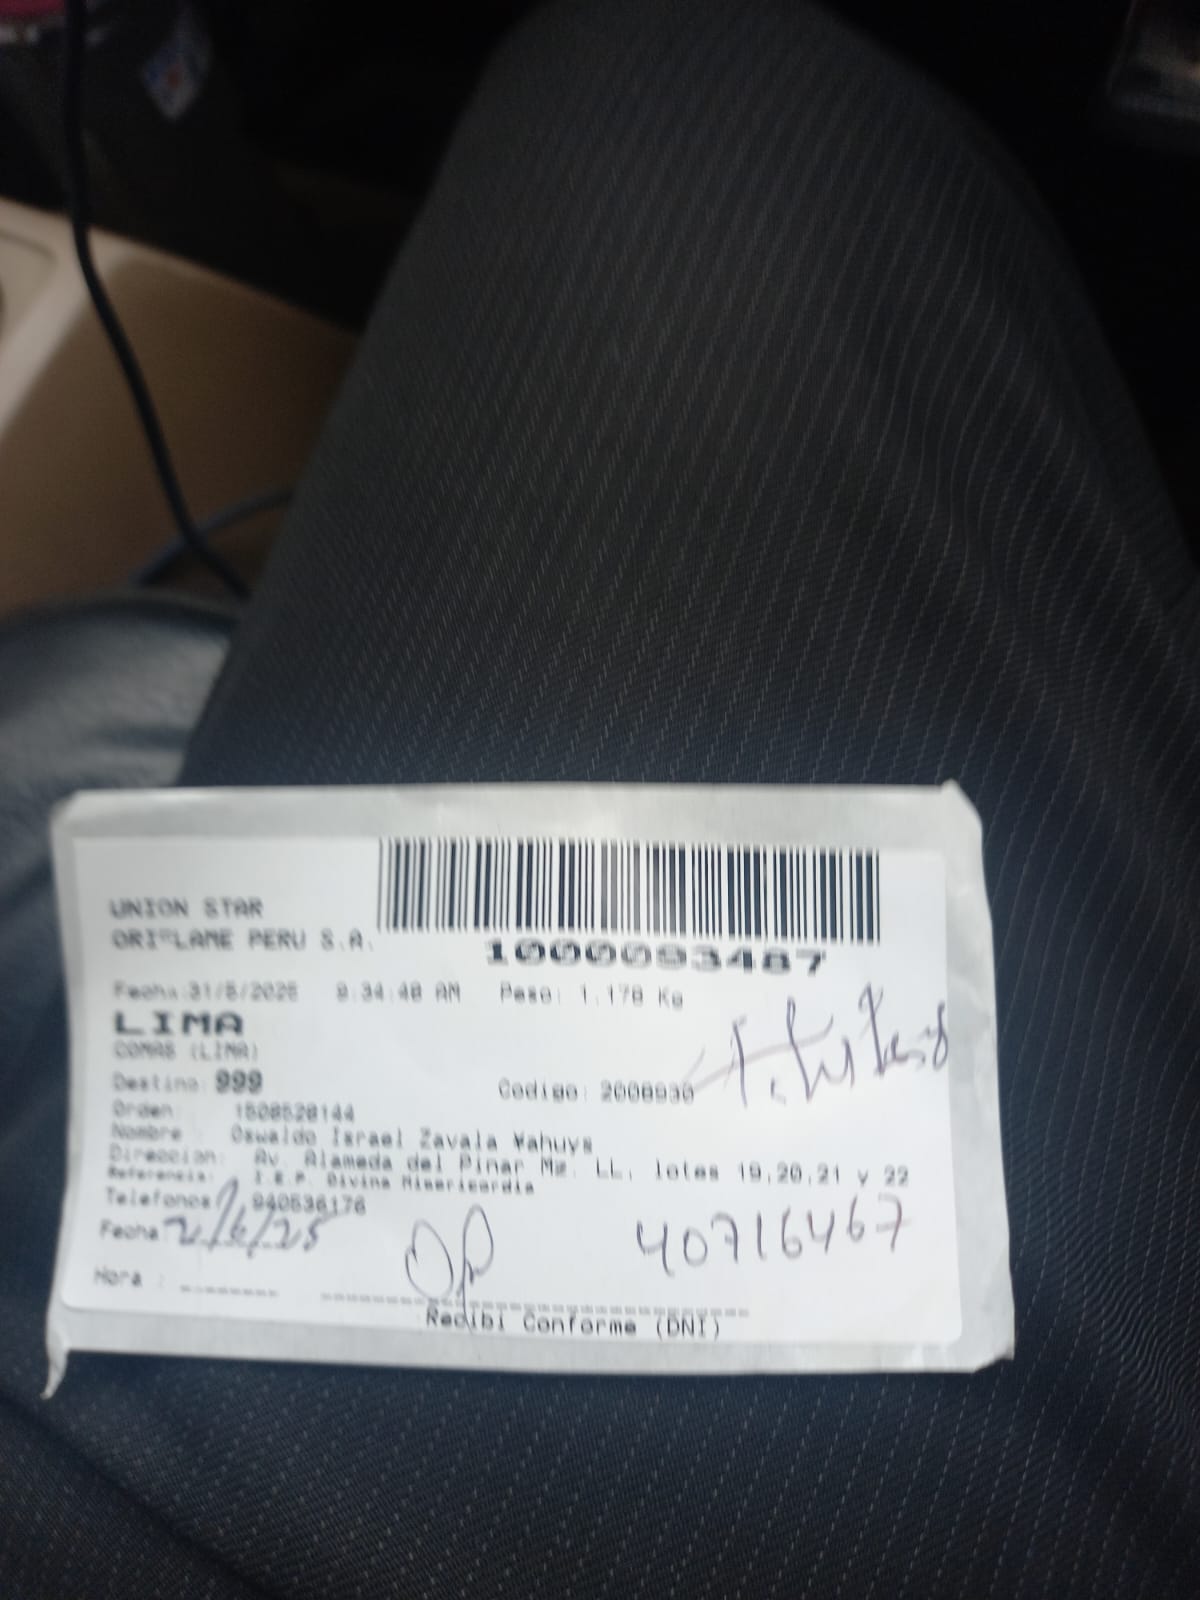 UNION STAR
ORIFLAME PERU S.A.
1000093487
Fecha:31/5/2025 9:34:48 AM Peso: 1.178 Kg
LIMA
COMAS (LIMA)
Destino: 999 Codigo: 2008930
Orden: 1508528144
Nombre Oswaldo Israel Zavala
Direccion: Av. Alameda del Pinar Mz. LL, lotes 19,20,21 y 22
Referencia: I.E.P. Divina Misericordia
Telefonos 940536176
Fecha 2/6/25 40716467
Hora :
Recibi Conforme (DNI)